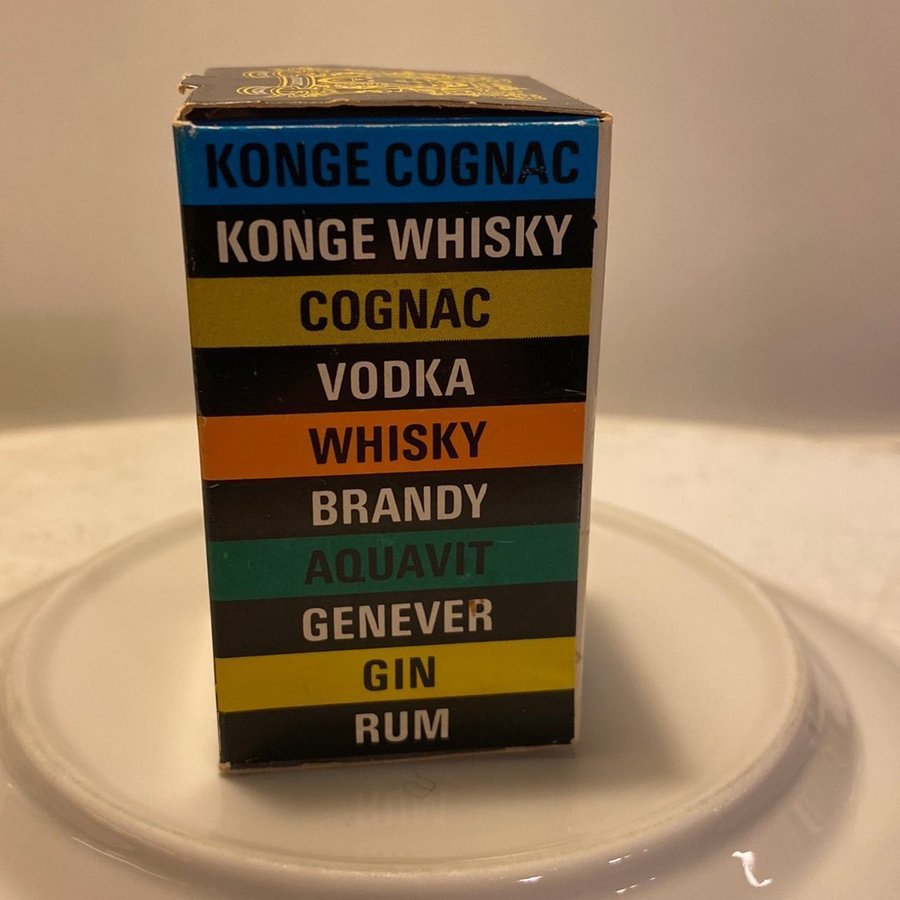 KONGE COGNAC
KONGE WHISKY
COGNAC
VODKA
WHISKY
BRANDY
AQUAVIT
GENEVER
GIN
RUM